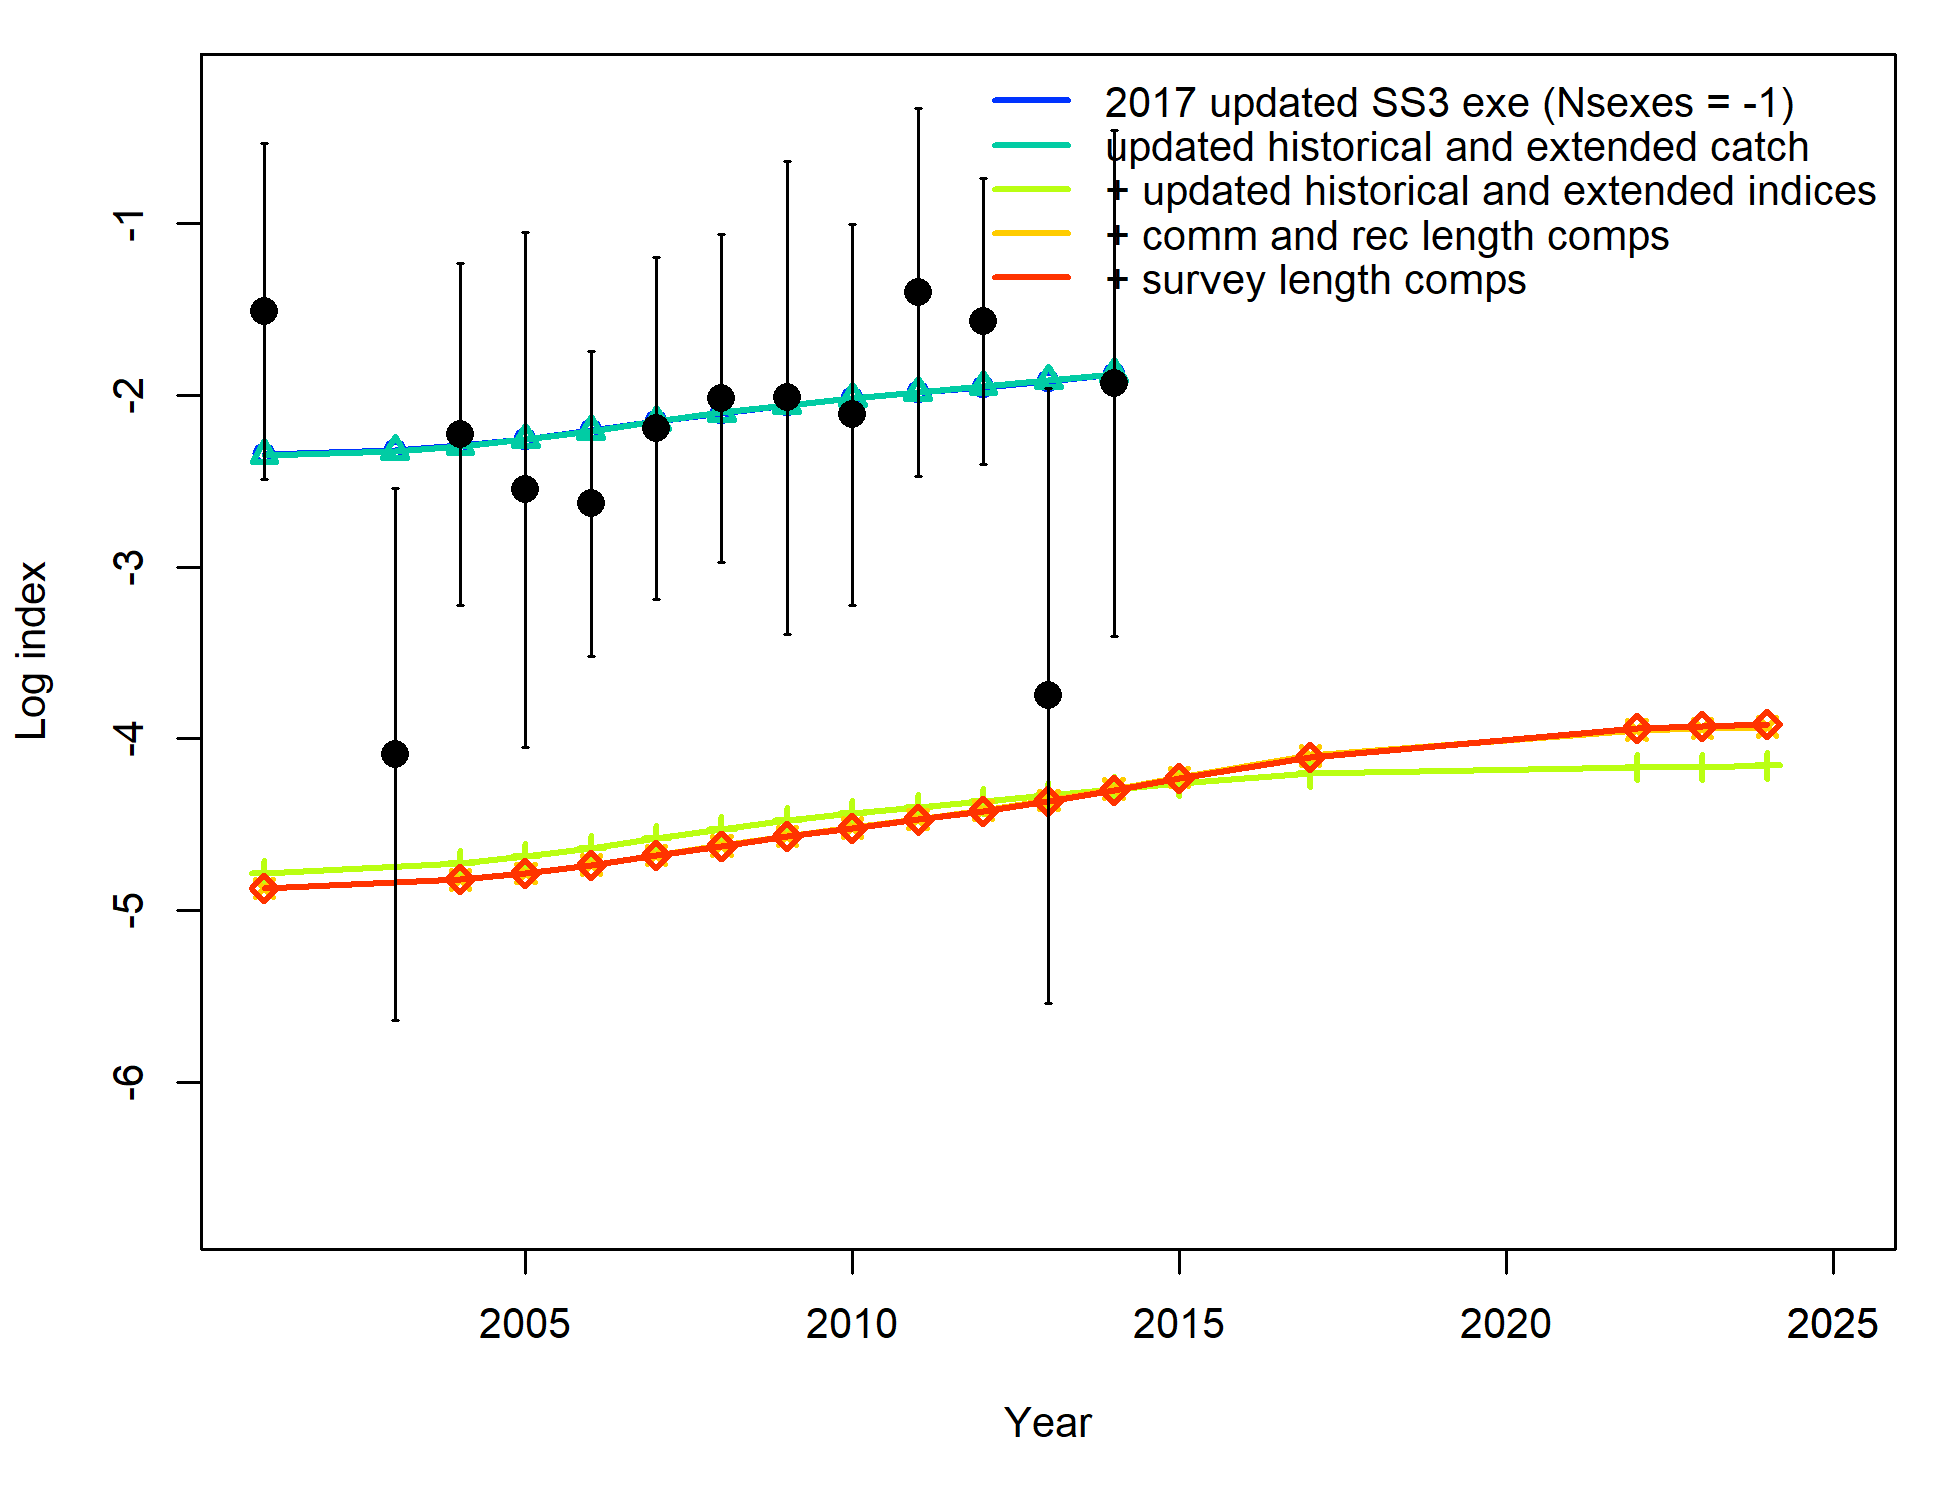 2017 updated SS3 exe (Nsexes = -1)
updated historical and extended catch
+ updated historical and extended indices
+ comm and rec length comps
+ survey length comps
Log index
-1
-2
-3
-4
-5
-6
2005 2010 2015 2020 2025
Year